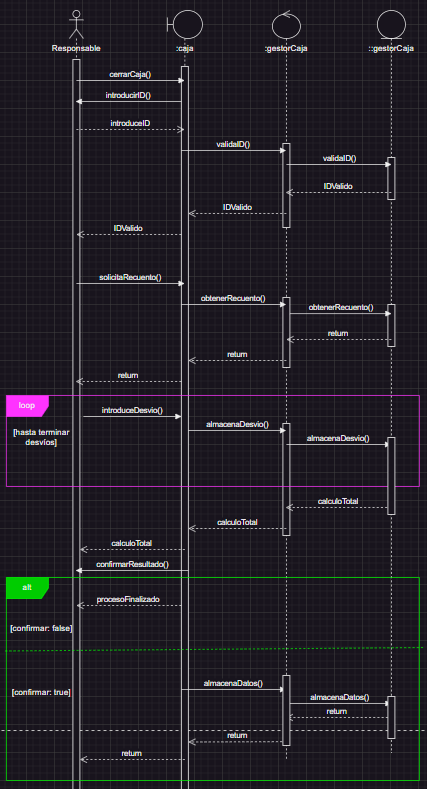 Responsable
:caja
:gestorCaja
::gestorCaja
cerrarCaja()
introducirID()
introduceID
validaID()
validaID()
IDValido
IDValido
IDValido
solicitaRecuento()
obtenerRecuento()
obtenerRecuento()
return
return
return
loop
introduceDesvio()
[hasta terminar
desvíos]
almacenaDesvio()
almacenaDesvio()
calculoTotal
calculoTotal
calculoTotal
confirmarResultado()
alt
procesoFinalizado
[confirmar: false]
[confirmar: true]
almacenaDatos()
almacenaDatos()
return
return
return